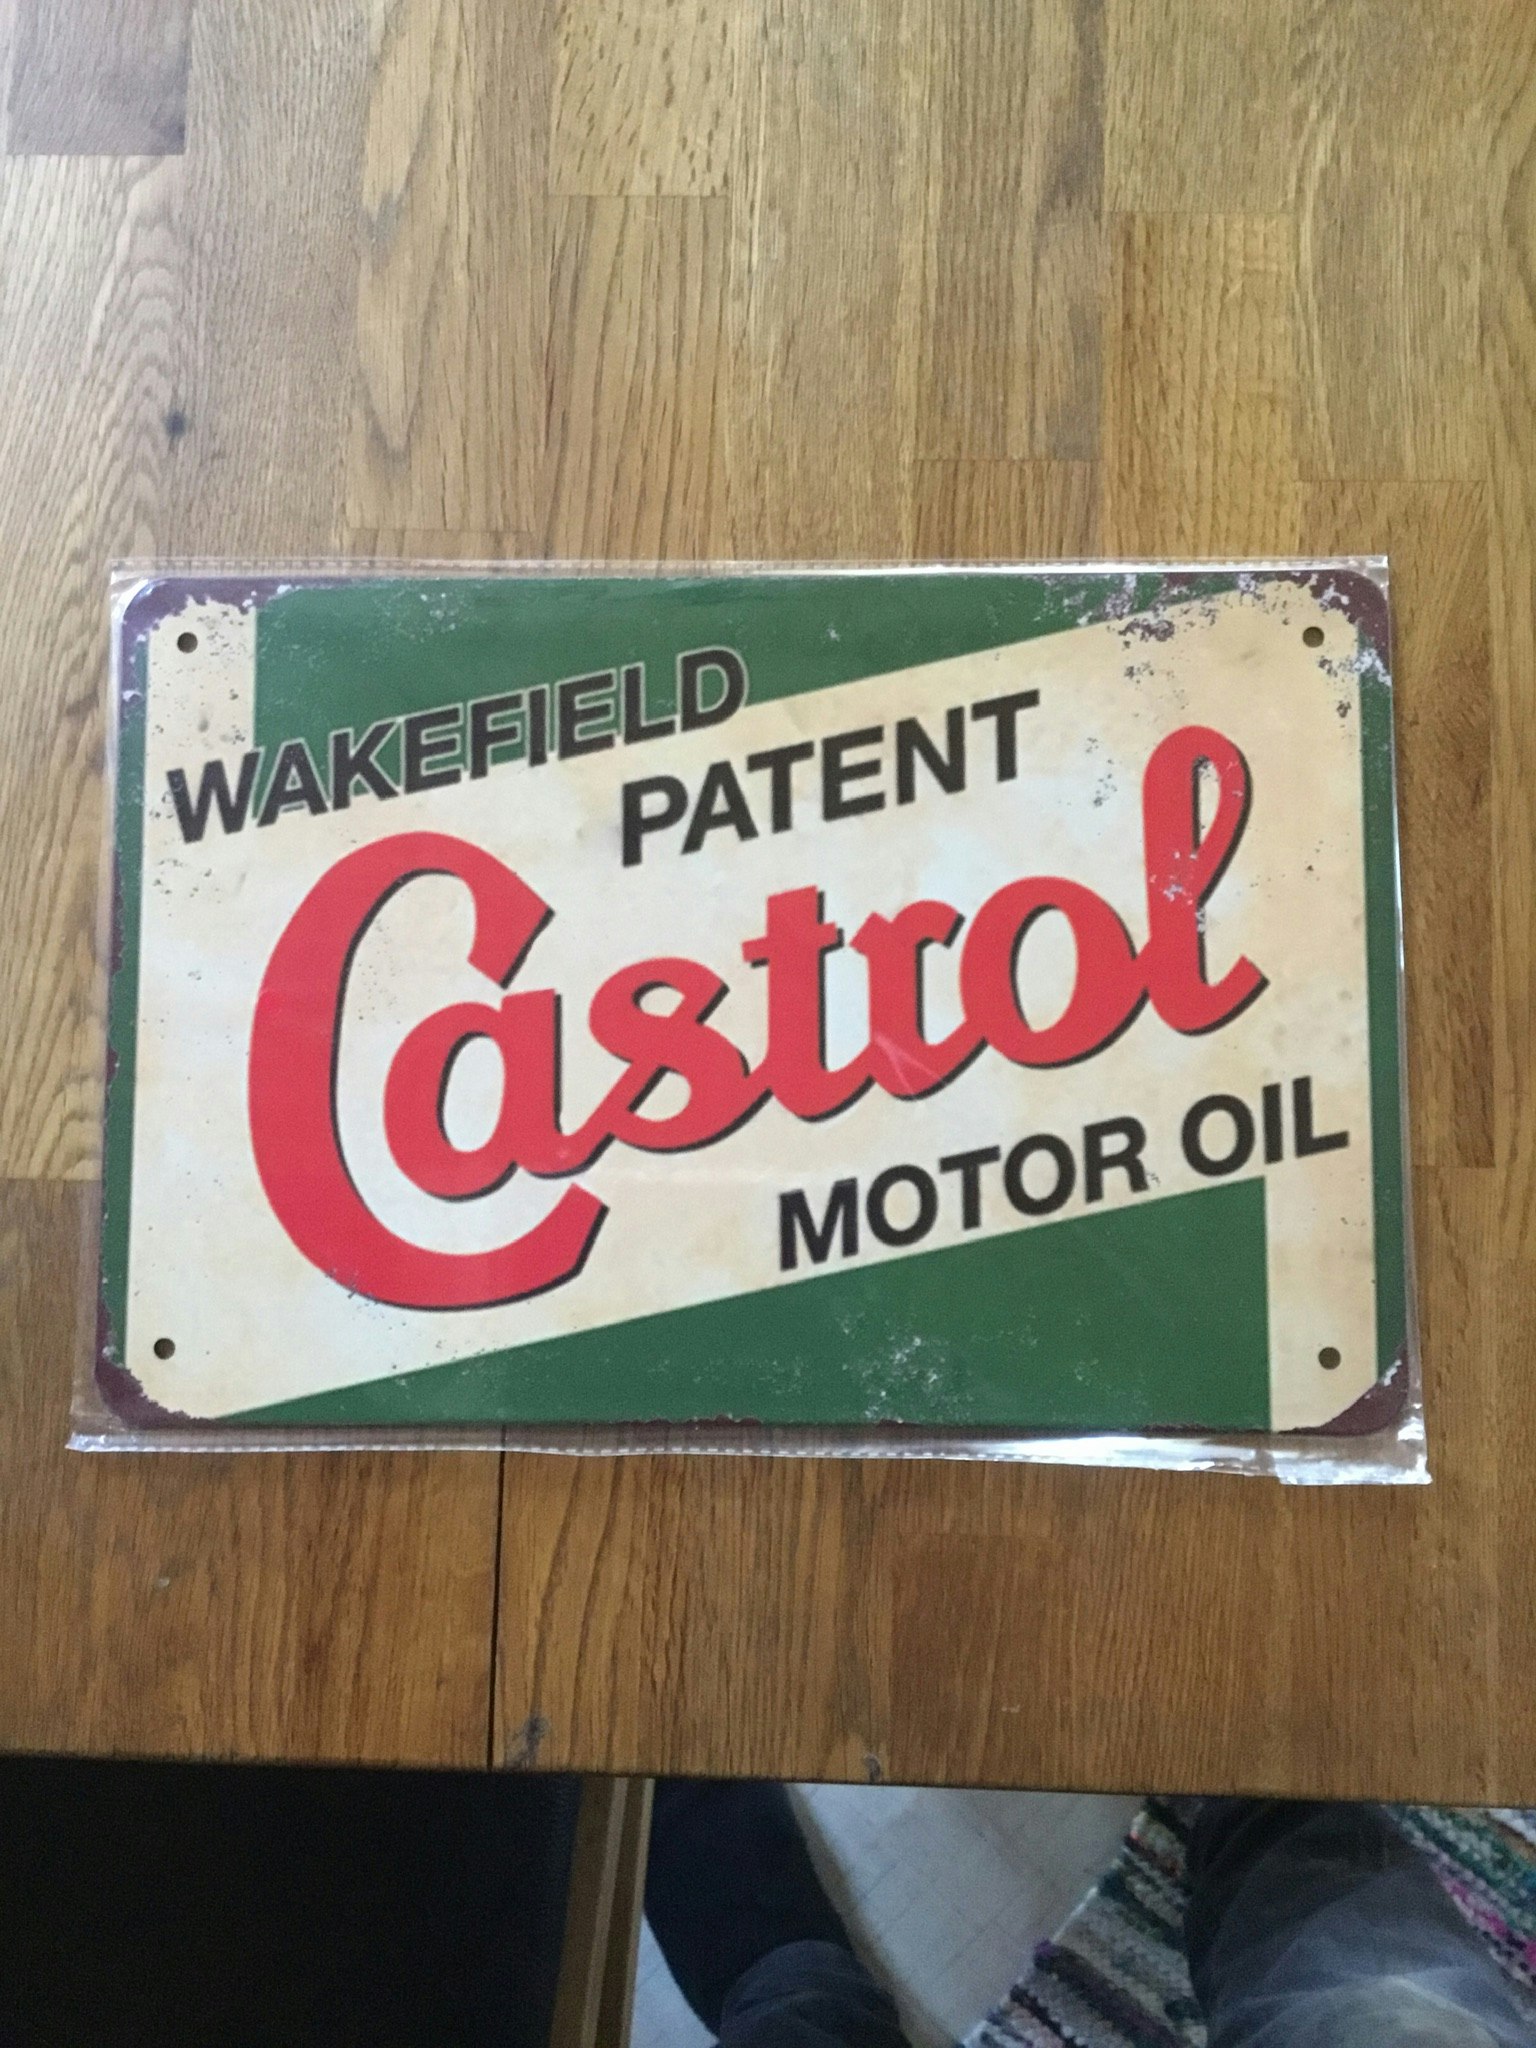 WAKEFIELD
PATENT
Castrol
MOTOR OIL